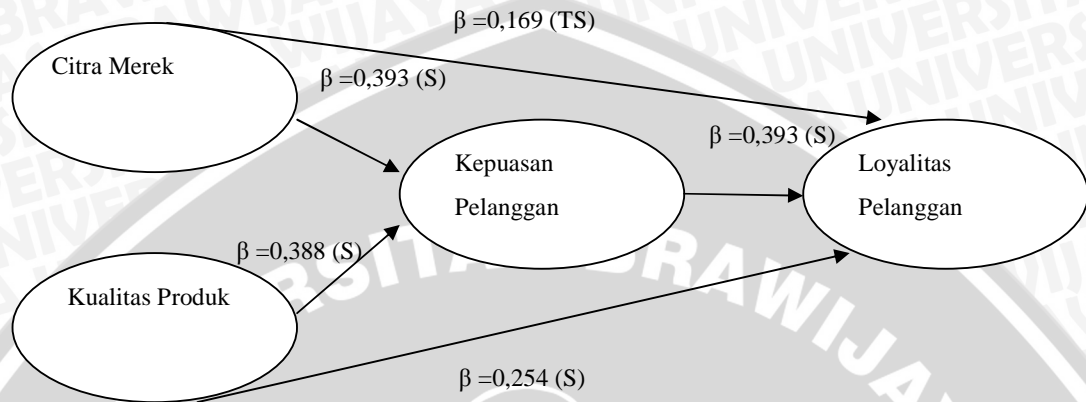 β =0,169 (TS)
Citra Merek
β =0,393 (S)
β =0,393 (S)
Kepuasan
Pelanggan
Loyalitas
Pelanggan
β =0,388 (S)
Kualitas Produk
β =0,254 (S)